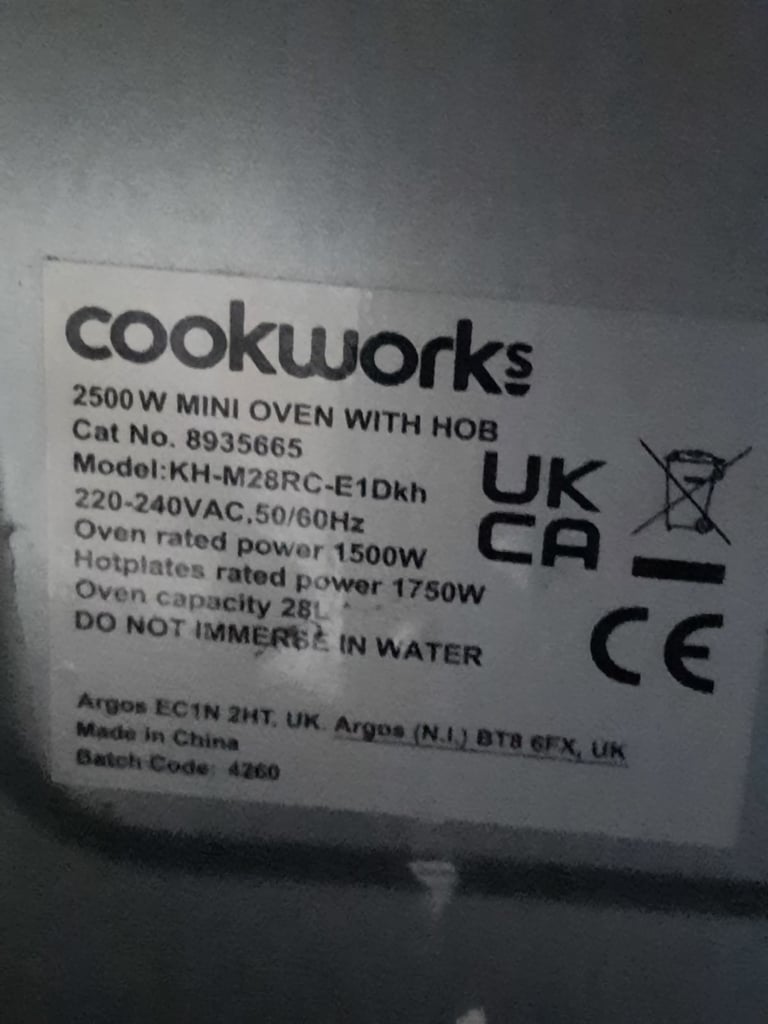 cookworks
2500W MINI OVEN WITH HOB
Cat No. 8935665
Model:KH-M28RC-E1Dkh
220-240VAC,50/60Hz
Oven rated power 1500W
Hotplates rated power 1750W
Oven capacity 28L
DO NOT IMMERSE IN WATER
UK
CA
CE
Argos EC1N 2HT, UK. Argos (N.I.) BT8 6FX, UK
Made in China
Batch Code: 4260